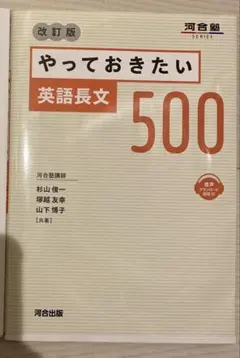 改訂版
河合塾
SERIES
やっておきたい
英語長文
500
音声
河合塾講師
杉山 俊一
塚越 友幸
山下 博子
[共著]
河合出版